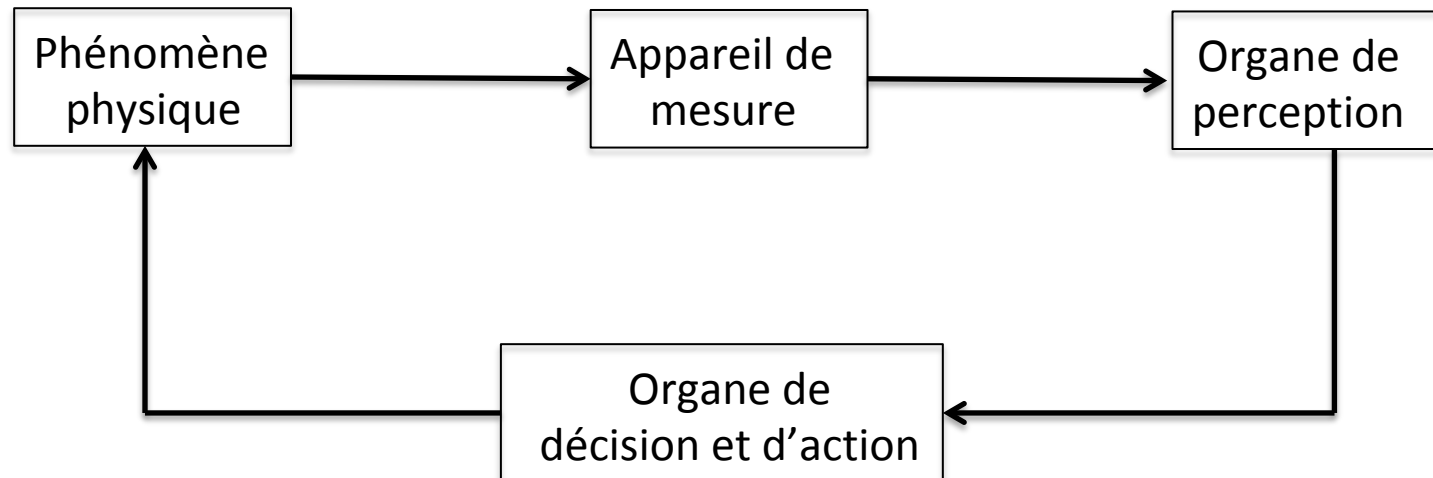 Phénomène
physique
Appareil de
mesure
Organe de
perception
Organe de
décision et d’action